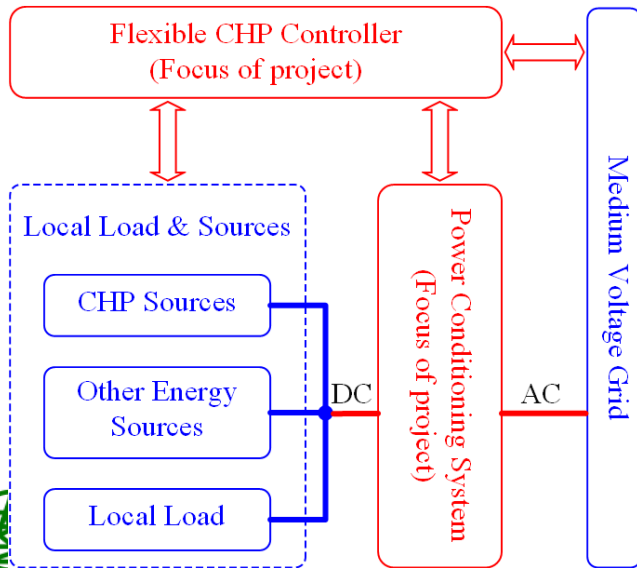 Flexible CHP Controller
(Focus of project)
Local Load & Sources
CHP Sources
Other Energy
Sources
Local Load
DC
Power Conditioning System
(Focus of project)
AC
Medium Voltage Grid